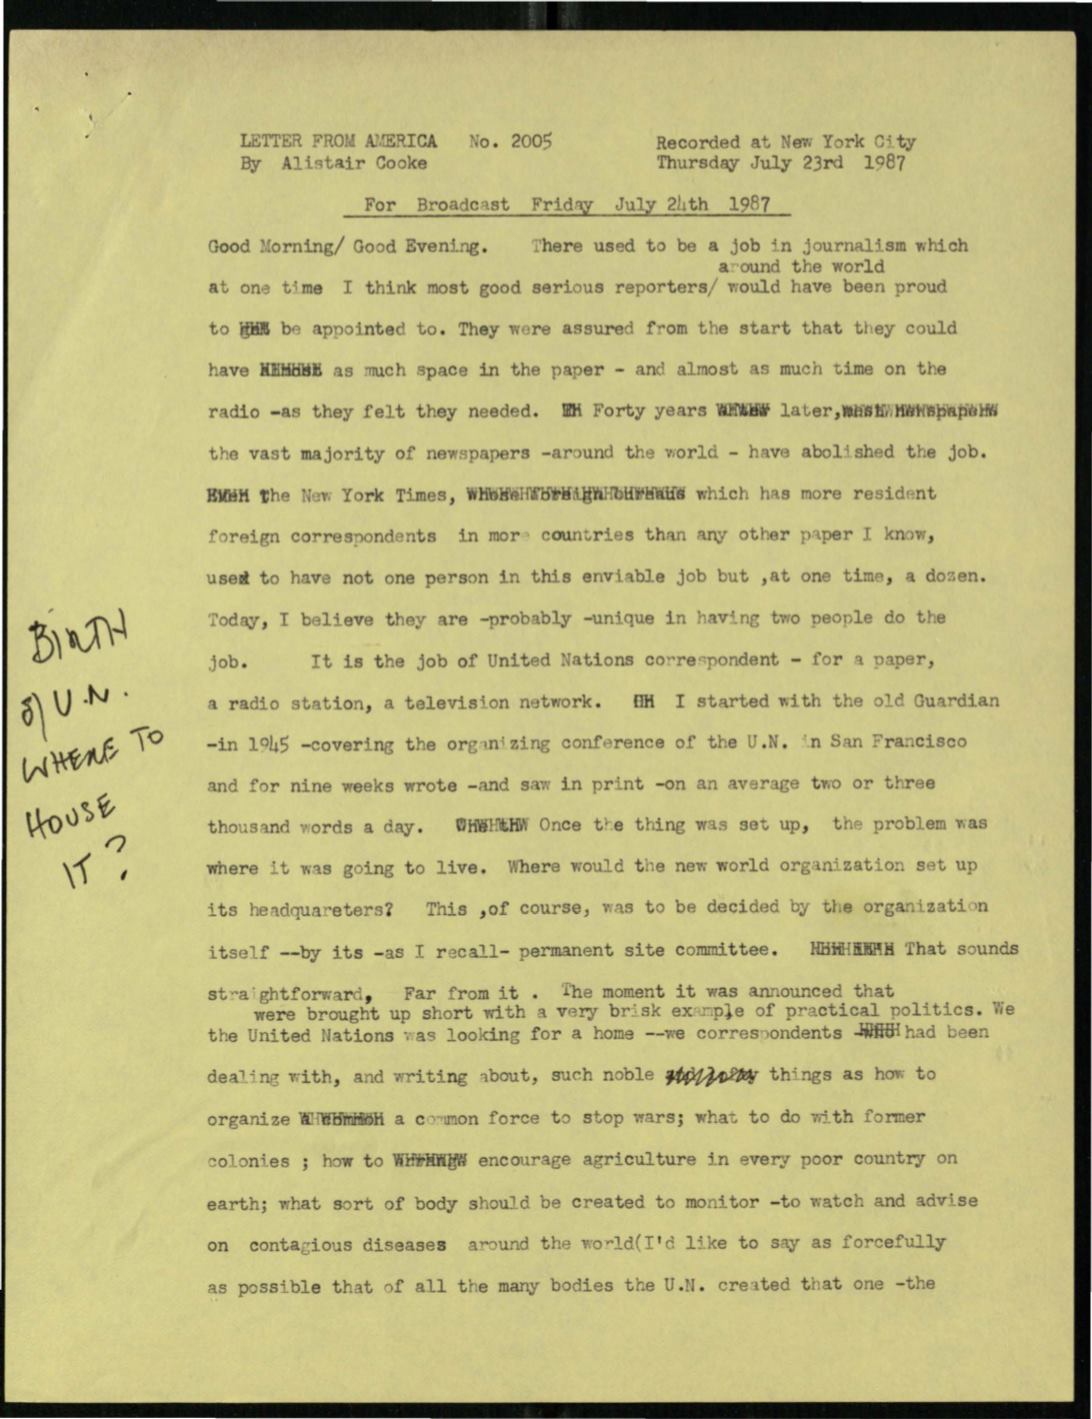 LETTER FROM AMERICA No. 2005 Recorded at New York City
By Alistair Cooke Thursday July 23rd 1987
For Broadcast Friday July 24th 1987
Good Morning/ Good Evening. There used to be a job in journalism which
around the world
at one time I think most good serious reporters/ would have been proud
to be appointed to. They were assured from the start that they could
have as much space in the paper - and almost as much time on the
radio -as they felt they needed. Forty years later,
the vast majority of newspapers -around the world - have abolished the job.
the New York Times, which has more resident
foreign correspondents in more countries than any other paper I know,
used to have not one person in this enviable job but ,at one time, a dozen.
Today, I believe they are -probably -unique in having two people do the
job. It is the job of United Nations correspondent - for a paper,
a radio station, a television network. I started with the old Guardian
-in 1945 -covering the organizing conference of the U.N. in San Francisco
and for nine weeks wrote -and saw in print -on an average two or three
thousand words a day. Once the thing was set up, the problem was
where it was going to live. Where would the new world organization set up
its headquareters? This ,of course, was to be decided by the organization
itself --by its -as I recall- permanent site committee. That sounds
straightforward, Far from it . The moment it was announced that
were brought up short with a very brisk example of practical politics. We
the United Nations was looking for a home --we correspondents had been
dealing with, and writing about, such noble things as how to
organize a common force to stop wars; what to do with former
colonies ; how to encourage agriculture in every poor country on
earth; what sort of body should be created to monitor -to watch and advise
on contagious diseases around the world(I'd like to say as forcefully
as possible that of all the many bodies the U.N. created that one -the
BIRTH
of U.N.
WHERE TO
HOUSE
IT?